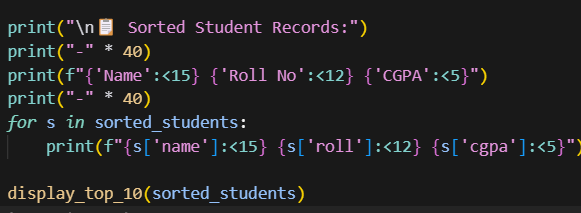 print("\n📋 Sorted Student Records:")
print("-" * 40)
print(f"{'Name':<15} {'Roll No':<12} {'CGPA':<5}")
print("-" * 40)
for s in sorted_students:
    print(f"{s['name']:<15} {s['roll']:<12} {s['cgpa']:<5}")
display_top_10(sorted_students)